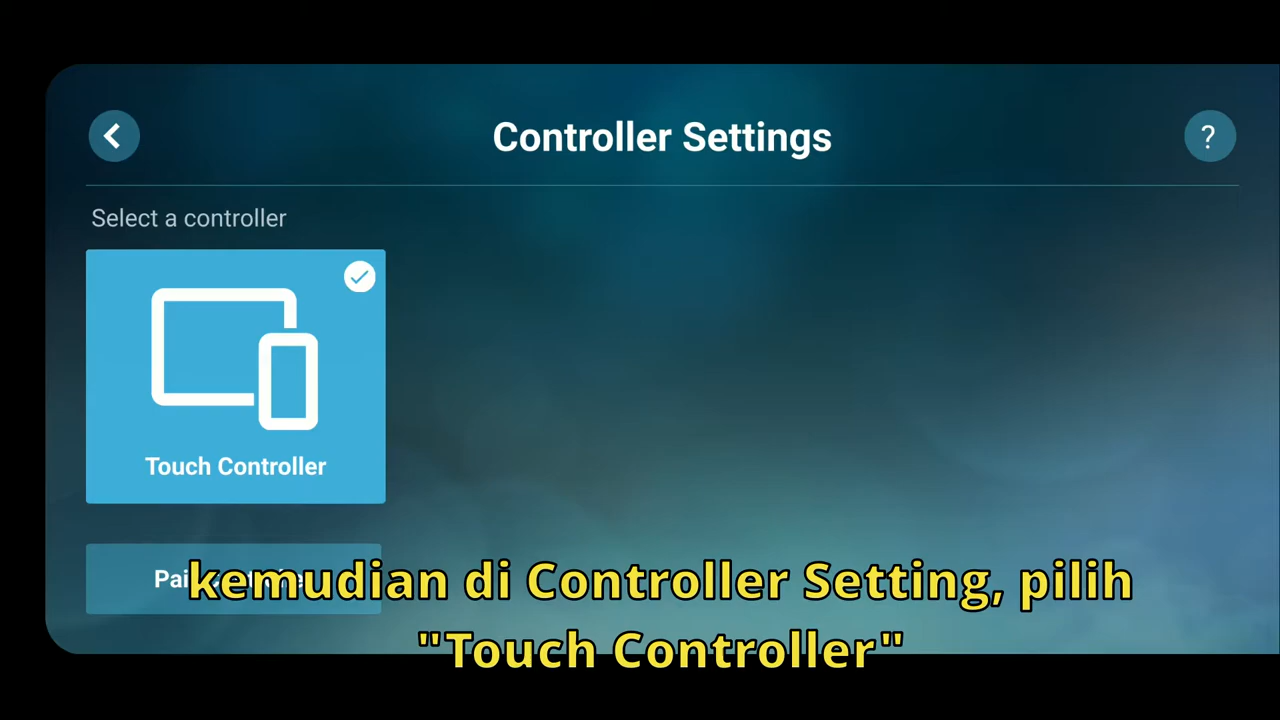 Controller Settings
?
Select a controller
Touch Controller
kemudian di Controller Setting, pilih
"Touch Controller"